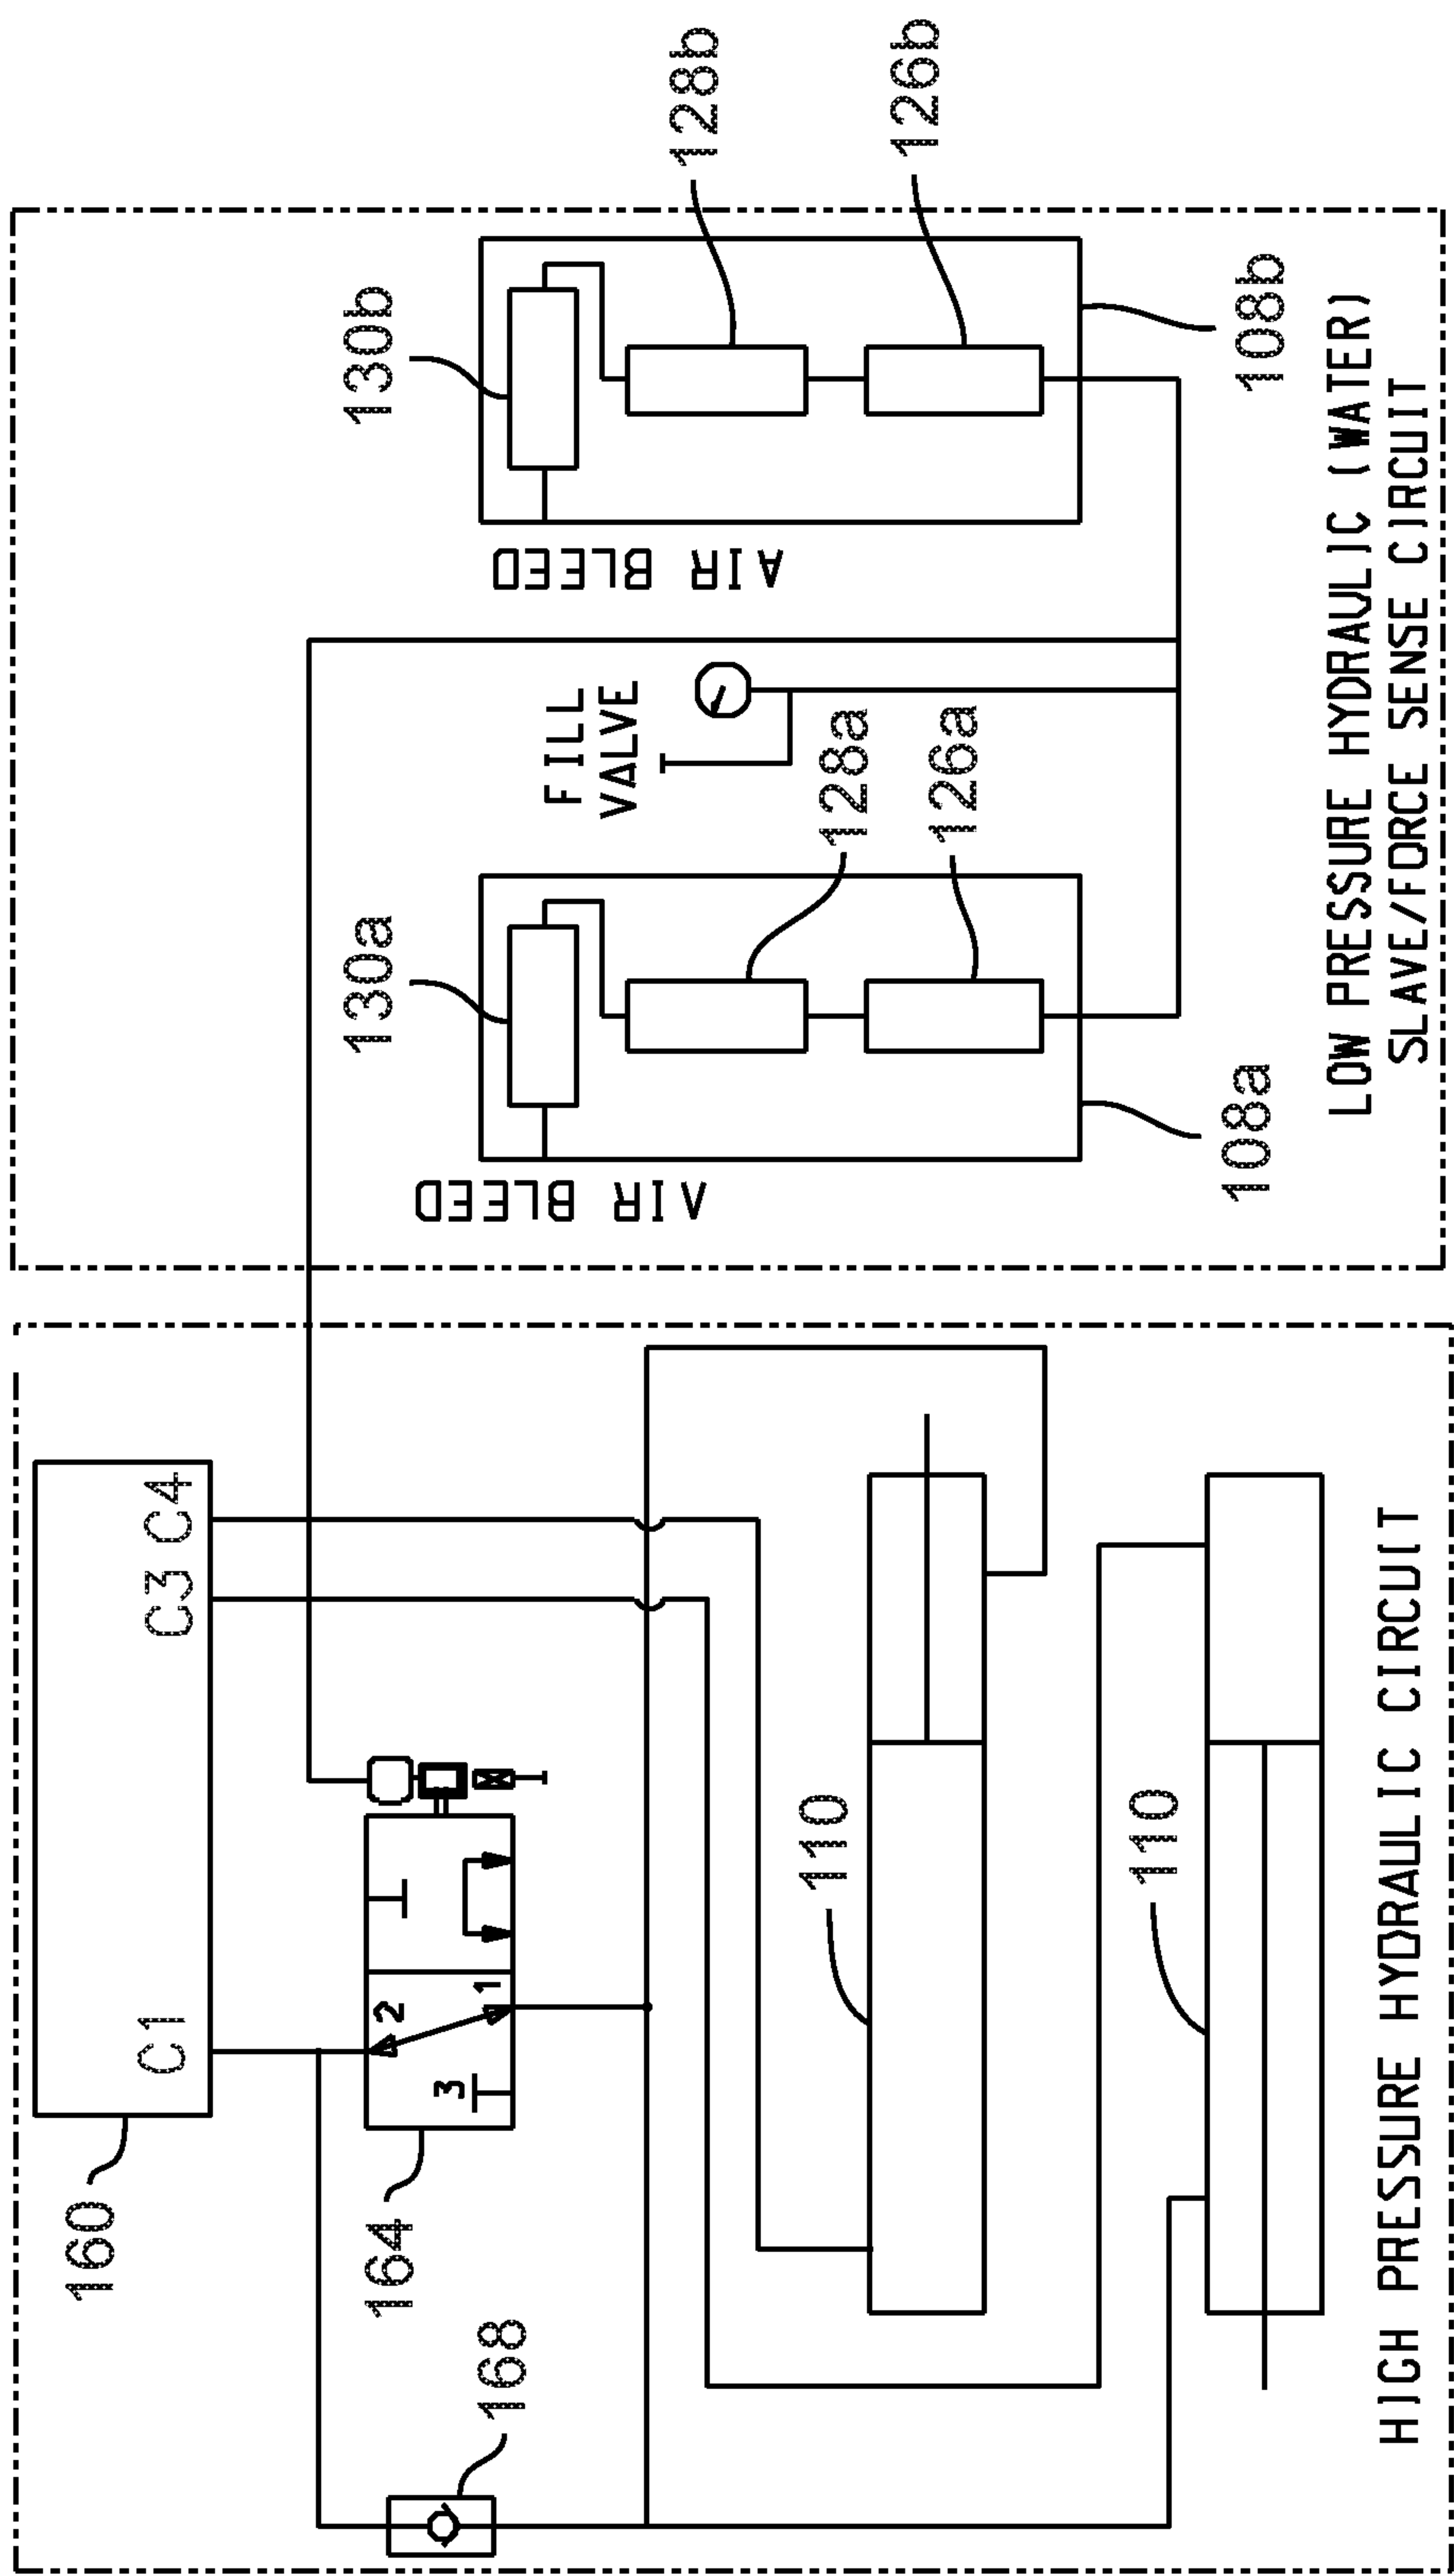 160
C1
C3 C4
164
2
1
3
168
110
110
HIGH PRESSURE HYDRAULIC CIRCUIT
130a
AIR BLEED
128a
126a
108a
FILL
VALVE
130b
AIR BLEED
128b
126b
108b
LOW PRESSURE HYDRAULIC (WATER)
SLAVE/FORCE SENSE CIRCUIT